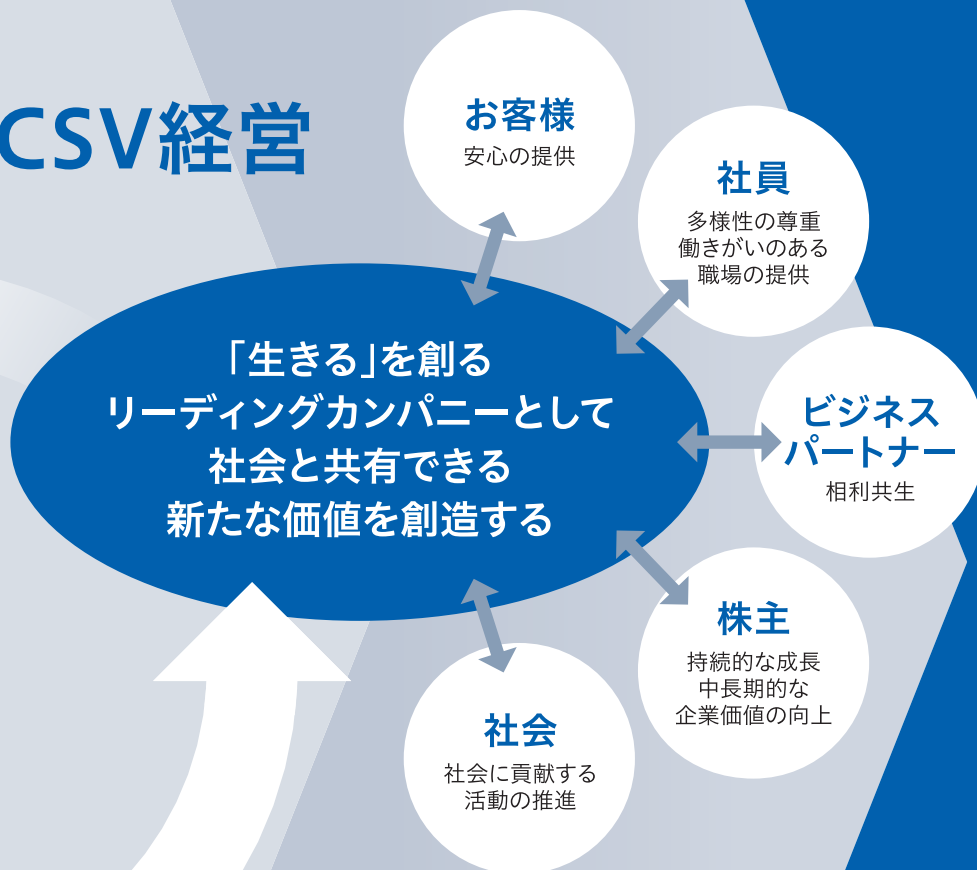 CSV経営
お客様
安心の提供
社員
多様性の尊重
働きがいのある
職場の提供
「生きる」を創る
リーディングカンパニーとして
社会と共有できる
新たな価値を創造する
ビジネス
パートナー
相利共生
株主
持続的な成長
中長期的な
企業価値の向上
社会
社会に貢献する
活動の推進